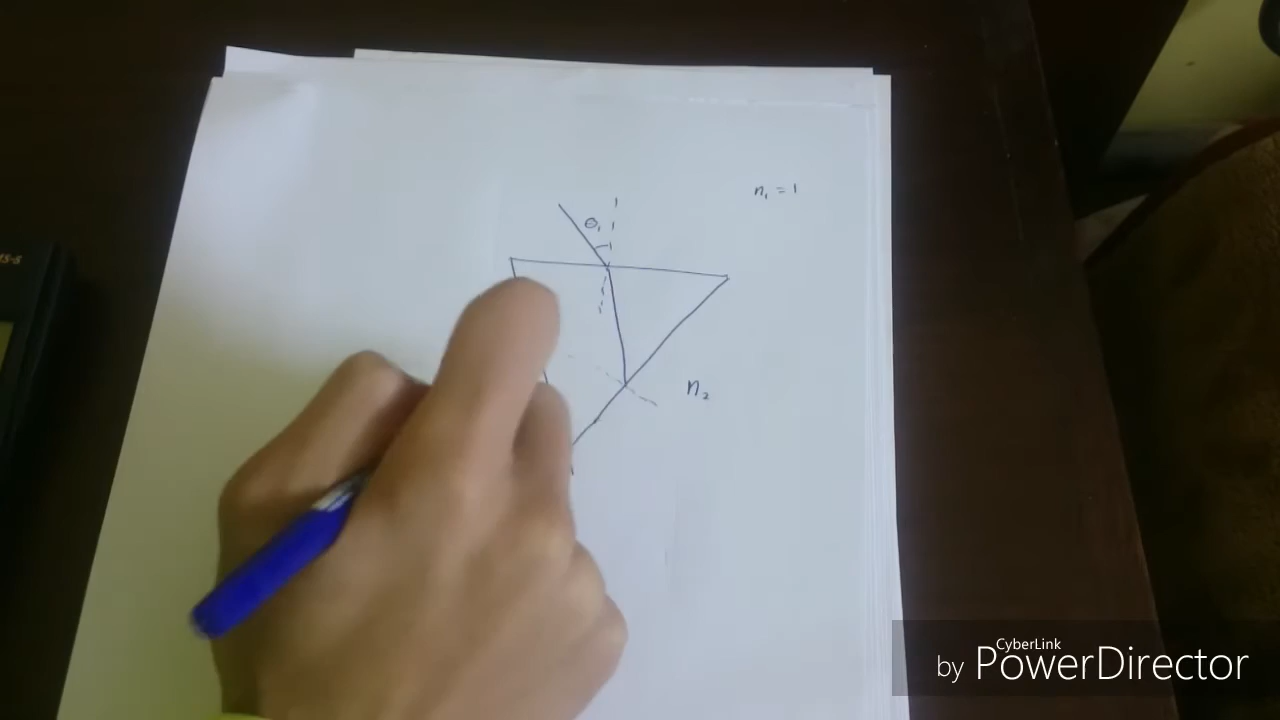 n₁ = 1
θ₁
n₂
CyberLink
by PowerDirector